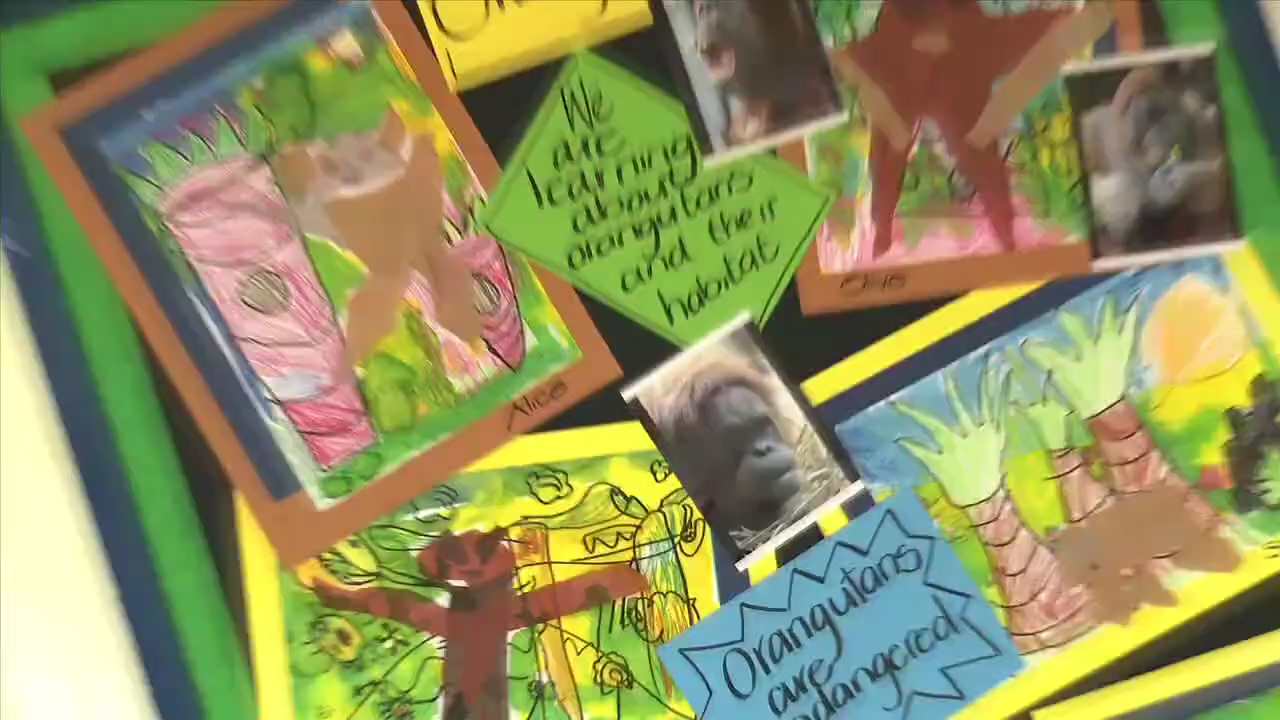 We
are
learning
about
orangutans
and their
habitat
Alice
Orangutans
are
endangered